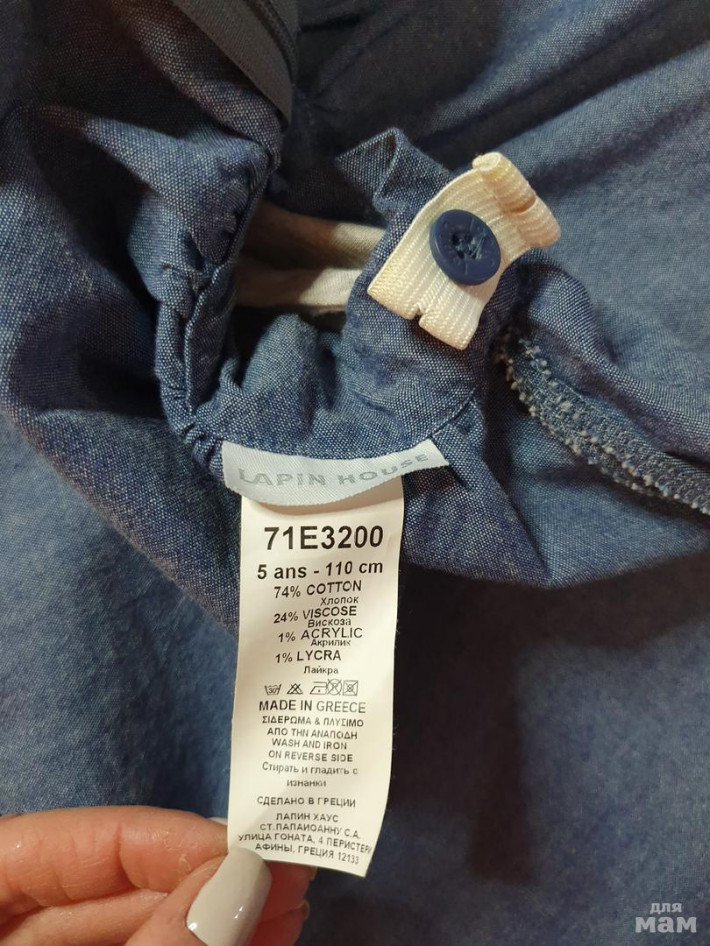 LAPIN HOUSE
71E3200
5 ans - 110 cm
74% COTTON
Хлопок
24% VISCOSE
Вискоза
1% ACRYLIC
Акрилик
1% LYCRA
Лайкра
MADE IN GREECE
ΣΙΔΕΡΩΜΑ & ΠΛΥΣΙΜΟ
ΑΠΟ ΤΗΝ ΑΝΑΠΟΔΗ
WASH AND IRON
ON REVERSE SIDE
Стирать и гладить с
изнанки
СДЕЛАНО В ГРЕЦИИ
ЛАПИН ХАУС
СТ.ПАПАИОАННУ С.А.
УЛИЦА ГОНАТА, 4 ПЕРИСТЕРИ
АФИНЫ, ГРЕЦИЯ 12133
для
мам